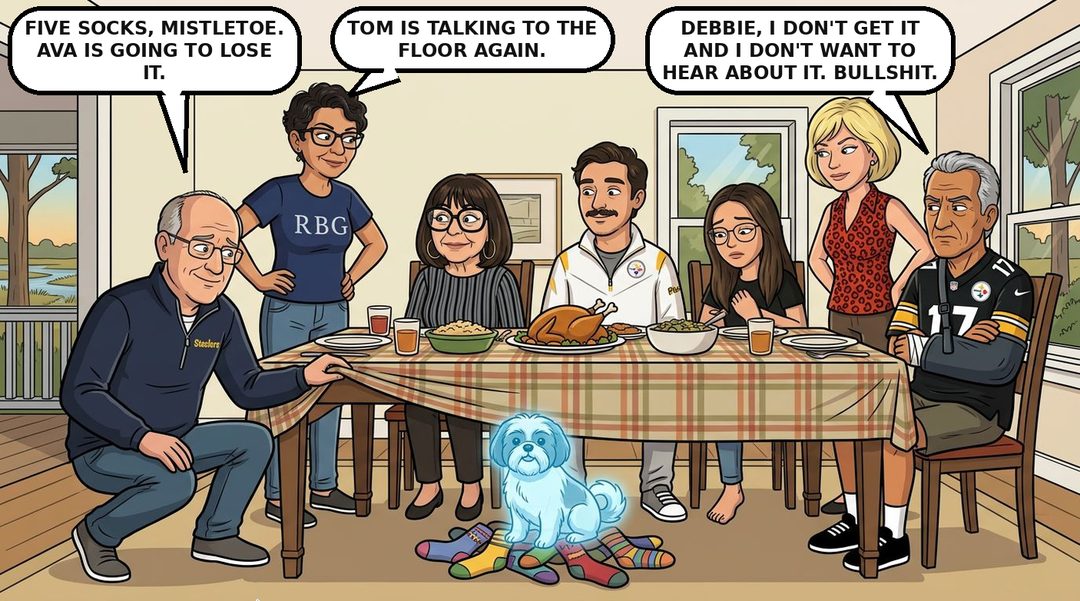 FIVE SOCKS, MISTLETOE.
AVA IS GOING TO LOSE
IT.
TOM IS TALKING TO THE
FLOOR AGAIN.
DEBBIE, I DON'T GET IT
AND I DON'T WANT TO
HEAR ABOUT IT. BULLSHIT.
RBG
Steelers
17
17